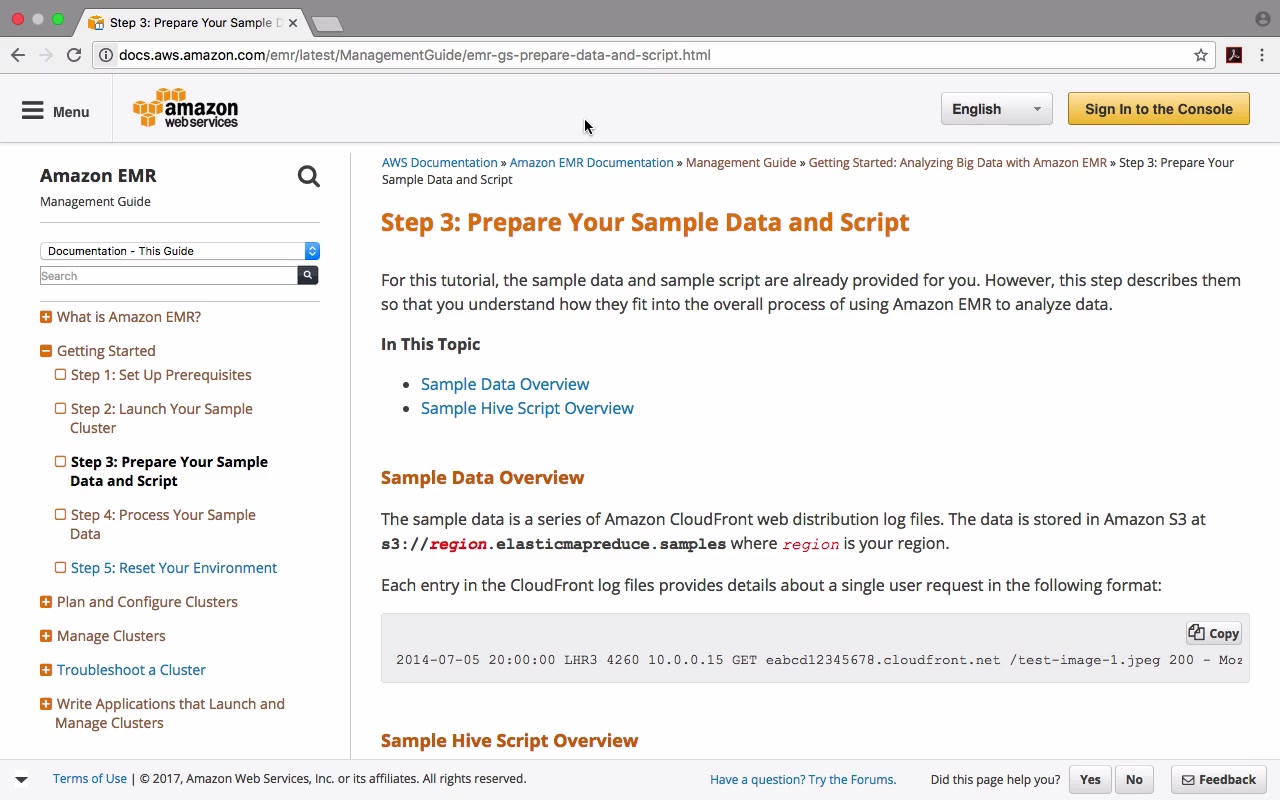 Step 3: Prepare Your Sample D
docs.aws.amazon.com/emr/latest/ManagementGuide/emr-gs-prepare-data-and-script.html
Menu
amazon
web services
English
Sign In to the Console
Amazon EMR
Management Guide
Documentation - This Guide
Search
What is Amazon EMR?
Getting Started
Step 1: Set Up Prerequisites
Step 2: Launch Your Sample
Cluster
Step 3: Prepare Your Sample
Data and Script
Step 4: Process Your Sample
Data
Step 5: Reset Your Environment
Plan and Configure Clusters
Manage Clusters
Troubleshoot a Cluster
Write Applications that Launch and
Manage Clusters
AWS Documentation » Amazon EMR Documentation » Management Guide » Getting Started: Analyzing Big Data with Amazon EMR » Step 3: Prepare Your
Sample Data and Script
Step 3: Prepare Your Sample Data and Script
For this tutorial, the sample data and sample script are already provided for you. However, this step describes them
so that you understand how they fit into the overall process of using Amazon EMR to analyze data.
In This Topic
• Sample Data Overview
• Sample Hive Script Overview
Sample Data Overview
The sample data is a series of Amazon CloudFront web distribution log files. The data is stored in Amazon S3 at
s3://region.elasticmapreduce.samples where region is your region.
Each entry in the CloudFront log files provides details about a single user request in the following format:
Copy
2014-07-05 20:00:00 LHR3 4260 10.0.0.15 GET eabcd12345678.cloudfront.net /test-image-1.jpeg 200 - Moz
Sample Hive Script Overview
Terms of Use | © 2017, Amazon Web Services, Inc. or its affiliates. All rights reserved.
Have a question? Try the Forums.
Did this page help you?
Yes
No
Feedback